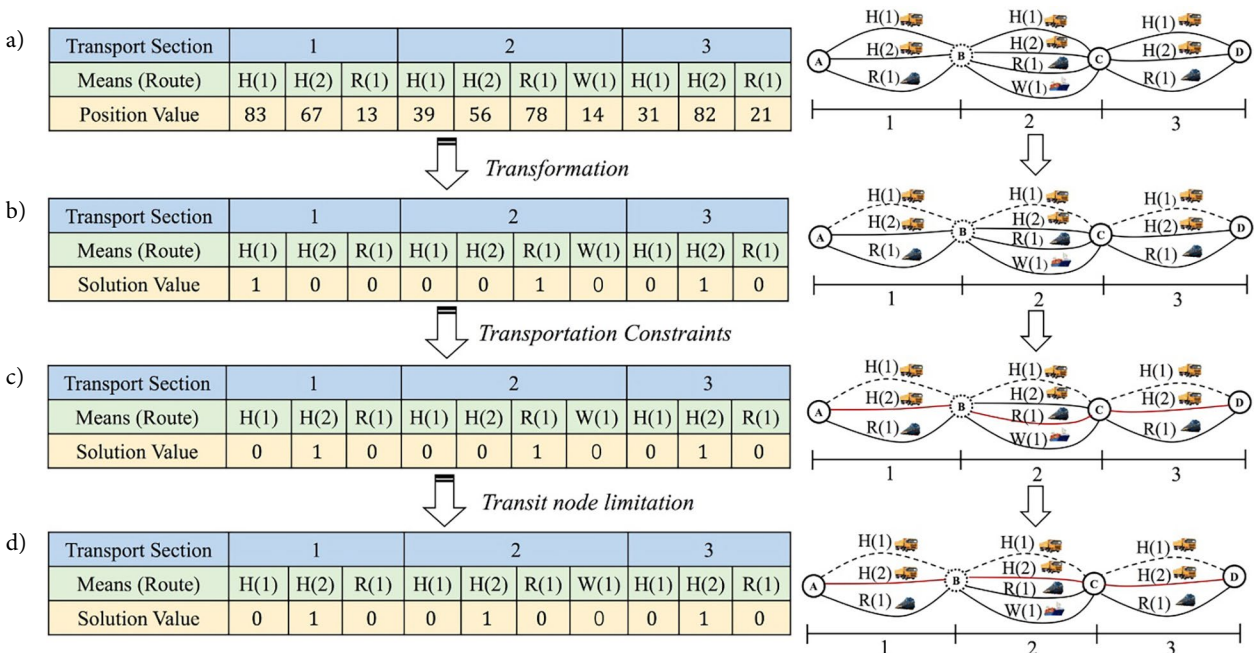 a)
Transport Section 1 2 3
Means (Route) H(1) H(2) R(1) H(1) H(2) R(1) W(1) H(1) H(2) R(1)
Position Value 83 67 13 39 56 78 14 31 82 21
H(1) H(1) H(1)
H(2) H(2) H(2)
A B C D
R(1) R(1) R(1)
W(1)
1 2 3
Transformation
b)
Transport Section 1 2 3
Means (Route) H(1) H(2) R(1) H(1) H(2) R(1) W(1) H(1) H(2) R(1)
Solution Value 1 0 0 0 0 1 0 0 1 0
H(1) H(1) H(1)
H(2) H(2) H(2)
A B C D
R(1) R(1) R(1)
W(1)
1 2 3
Transportation Constraints
c)
Transport Section 1 2 3
Means (Route) H(1) H(2) R(1) H(1) H(2) R(1) W(1) H(1) H(2) R(1)
Solution Value 0 1 0 0 0 1 0 0 1 0
H(1) H(1) H(1)
H(2) H(2) H(2)
A B C D
R(1) R(1) R(1)
W(1)
1 2 3
Transit node limitation
d)
Transport Section 1 2 3
Means (Route) H(1) H(2) R(1) H(1) H(2) R(1) W(1) H(1) H(2) R(1)
Solution Value 0 1 0 0 1 0 0 0 1 0
H(1) H(1) H(1)
H(2) H(2) H(2)
A B C D
R(1) R(1) R(1)
W(1)
1 2 3